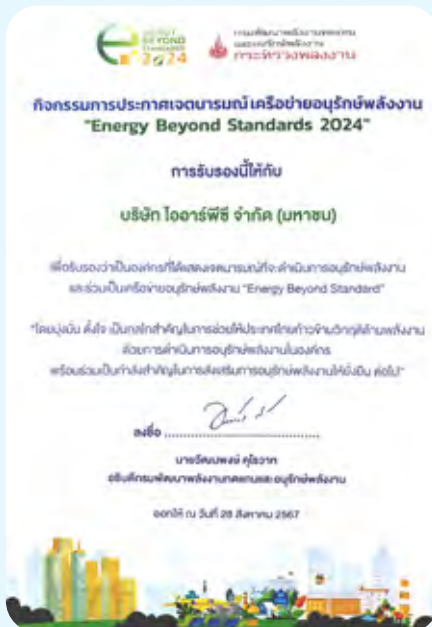 ENERGY
BEYOND
Standards
2024
กรมพัฒนาพลังงานทดแทน
และอนุรักษ์พลังงาน
กระทรวงพลังงาน
กิจกรรมการประกาศเจตนารมณ์เครือข่ายอนุรักษ์พลังงาน
"Energy Beyond Standards 2024"
การรับรองนี้ให้กับ
บริษัท ไออาร์พีซี จำกัด (มหาชน)
เพื่อรับรองว่าเป็นองค์กรที่ได้แสดงเจตนารมณ์ที่จะดำเนินการอนุรักษ์พลังงาน
และร่วมเป็นเครือข่ายอนุรักษ์พลังงาน "Energy Beyond Standard"
"โดยมุ่งมั่น ตั้งใจ เป็นกลไกสำคัญในการช่วยให้ประเทศไทยก้าวข้ามวิกฤติด้านพลังงาน
ด้วยการดำเนินการอนุรักษ์พลังงานในองค์กร
พร้อมร่วมเป็นกำลังสำคัญในการส่งเสริมการอนุรักษ์พลังงานให้ยั่งยืน ต่อไป"
ลงชื่อ
นายวัฒนพงษ์ คุโรวาท
อธิบดีกรมพัฒนาพลังงานทดแทนและอนุรักษ์พลังงาน
ออกให้ ณ วันที่ 28 สิงหาคม 2567